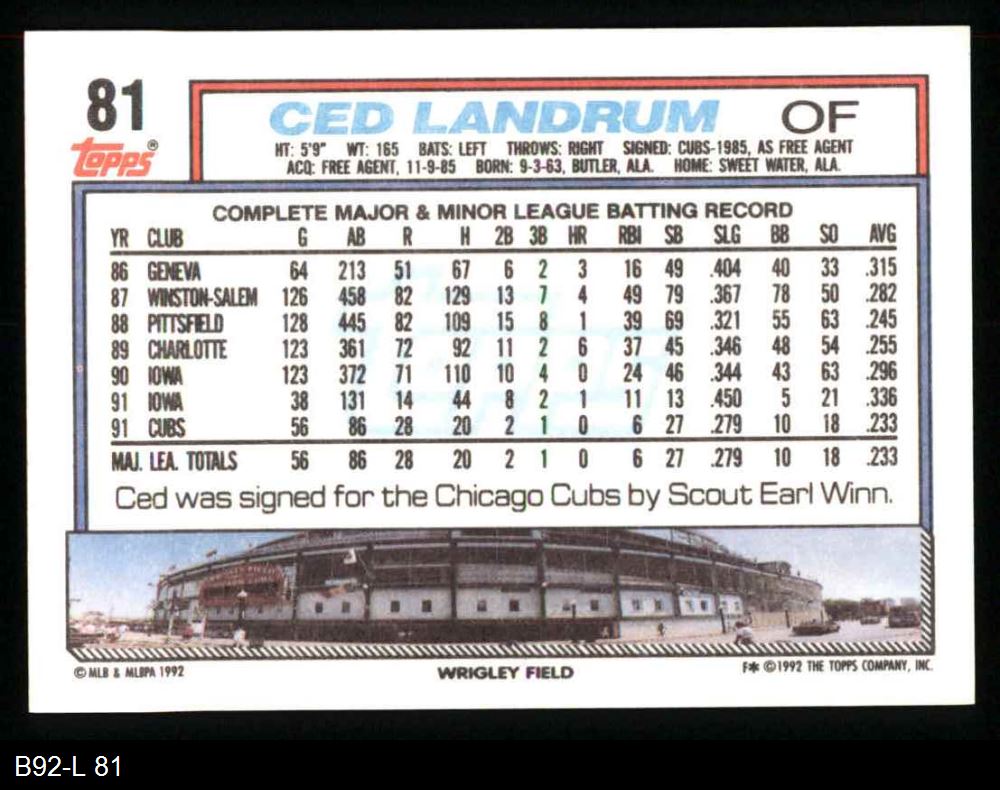 81
topps®
CED LANDRUM OF
HT: 5'9" WT: 165 BATS: LEFT THROWS: RIGHT SIGNED: CUBS-1985, AS FREE AGENT
ACQ: FREE AGENT, 11-9-85 BORN: 9-3-63, BUTLER, ALA. HOME: SWEET WATER, ALA.
COMPLETE MAJOR & MINOR LEAGUE BATTING RECORD
YR CLUB G AB R H 2B 3B HR RBI SB SLG BB SO AVG
86 GENEVA 64 213 51 67 6 2 3 16 49 .404 40 33 .315
87 WINSTON-SALEM 126 458 82 129 13 7 4 49 79 .367 78 50 .282
88 PITTSFIELD 128 445 82 109 15 8 1 39 69 .321 55 63 .245
89 CHARLOTTE 123 361 72 92 11 2 6 37 45 .346 48 54 .255
90 IOWA 123 372 71 110 10 4 0 24 46 .344 43 63 .296
91 IOWA 38 131 14 44 8 2 1 11 13 .450 5 21 .336
91 CUBS 56 86 28 20 2 1 0 6 27 .279 10 18 .233
MAJ. LEA. TOTALS 56 86 28 20 2 1 0 6 27 .279 10 18 .233
Ced was signed for the Chicago Cubs by Scout Earl Winn.
© MLB & MLBPA 1992 WRIGLEY FIELD F✻ ©1992 THE TOPPS COMPANY, INC.
B92-L 81